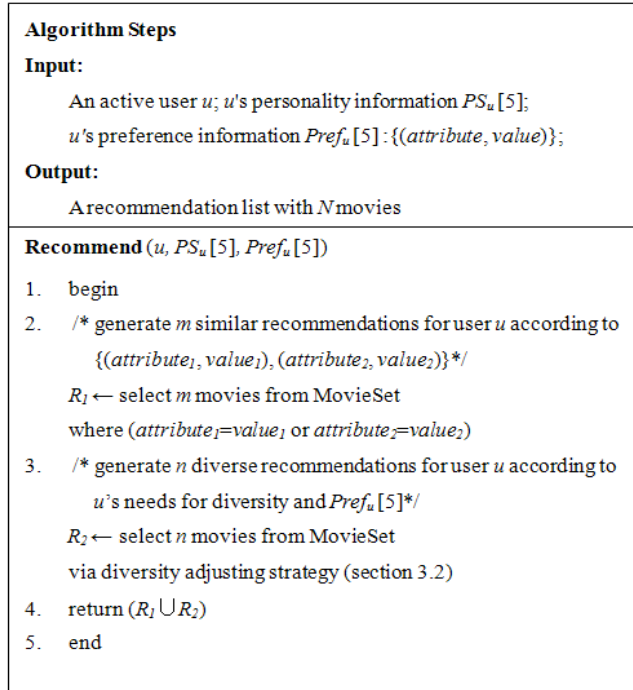 Algorithm Steps
Input:
An active user u; u's personality information PSu[5];
u's preference information Prefu[5]:{(attribute, value)};
Output:
A recommendation list with N movies
Recommend (u, PSu[5], Prefu[5])
1. begin
2. /* generate m similar recommendations for user u according to
{(attribute1, value1), (attribute2, value2)}*/
R1 ← select m movies from MovieSet
where (attribute1=value1 or attribute2=value2)
3. /* generate n diverse recommendations for user u according to
u's needs for diversity and Prefu[5]*/
R2 ← select n movies from MovieSet
via diversity adjusting strategy (section 3.2)
4. return (R1∪R2)
5. end